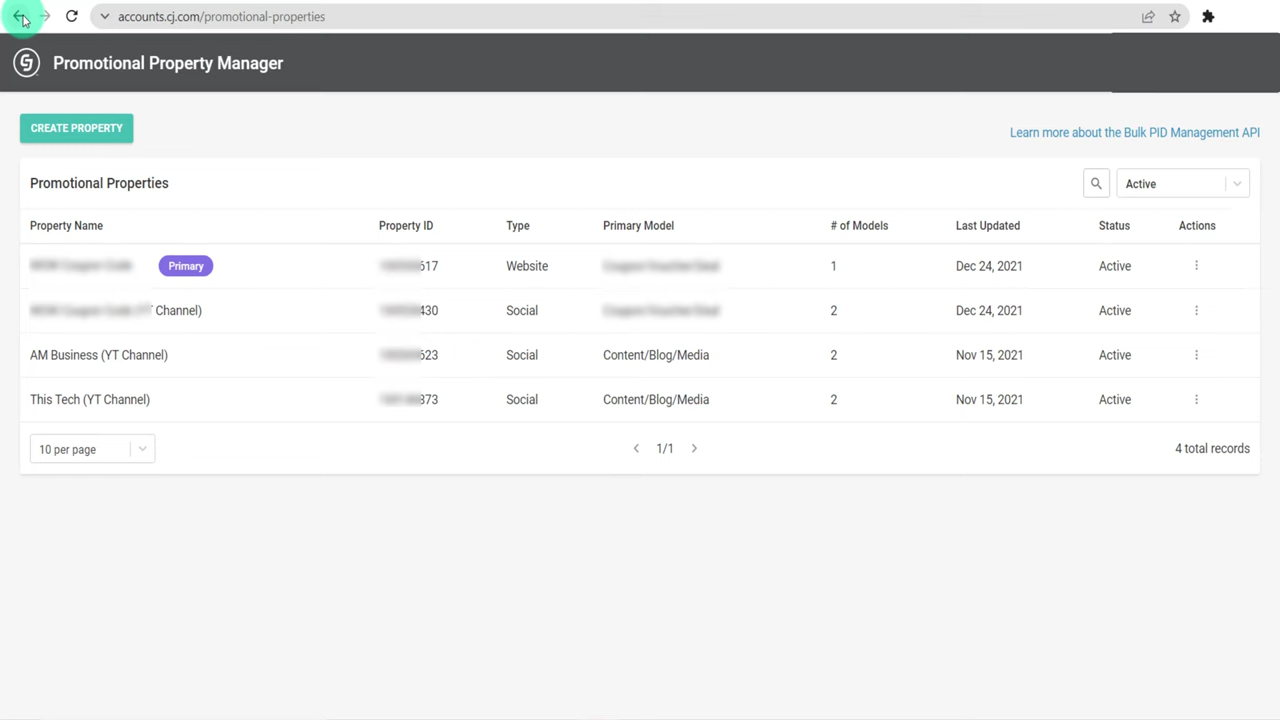 accounts.cj.com/promotional-properties
Promotional Property Manager
CREATE PROPERTY
Learn more about the Bulk PID Management API
Promotional Properties
Active
Property Name Property ID Type Primary Model # of Models Last Updated Status Actions
Primary 617 Website 1 Dec 24, 2021 Active
Channel) 430 Social 2 Dec 24, 2021 Active
AM Business (YT Channel) 623 Social Content/Blog/Media 2 Nov 15, 2021 Active
This Tech (YT Channel) 373 Social Content/Blog/Media 2 Nov 15, 2021 Active
10 per page 1/1 4 total records